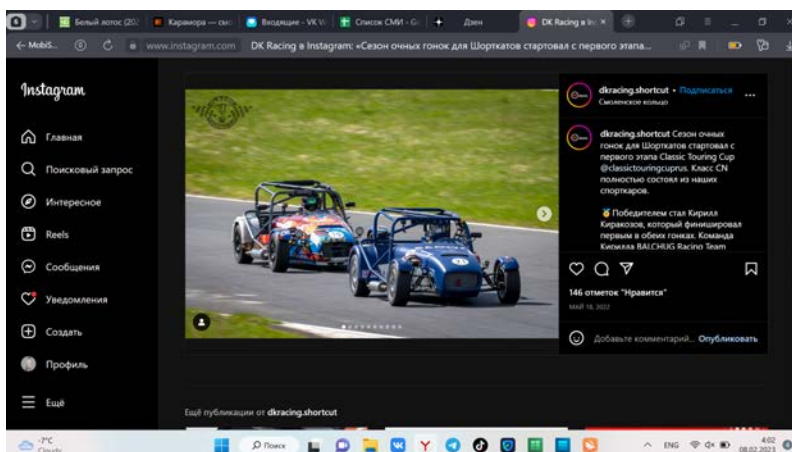 Белый лотос (202
Карамора — смо
Входящие - VK W
Список СМИ - Go
Дзен
DK Racing в In
MobiS...
www.instagram.com
DK Racing в Instagram: «Сезон очных гонок для Шорткатов стартовал с первого этапа...
Instagram
Главная
Поисковый запрос
Интересное
Reels
Сообщения
Уведомления
Создать
Профиль
Ещё
dkracing.shortcut • Подписаться
Смоленское кольцо
dkracing.shortcut Сезон очных
гонок для Шорткатов стартовал с
первого этапа Classic Touring Cup
@classictouringcuprus. Класс CN
полностью состоял из наших
спорткаров.
Победителем стал Кирилл
Киракозов, который финишировал
первым в обеих гонках. Команда
Кирилла BALCHUG Racing Team
146 отметок "Нравится"
МАЙ 18, 2022
Добавьте комментарий... Опубликовать
Ещё публикации от dkracing.shortcut
-7°C
Cloudy
Поиск
ENG
4:02
08.02.2023